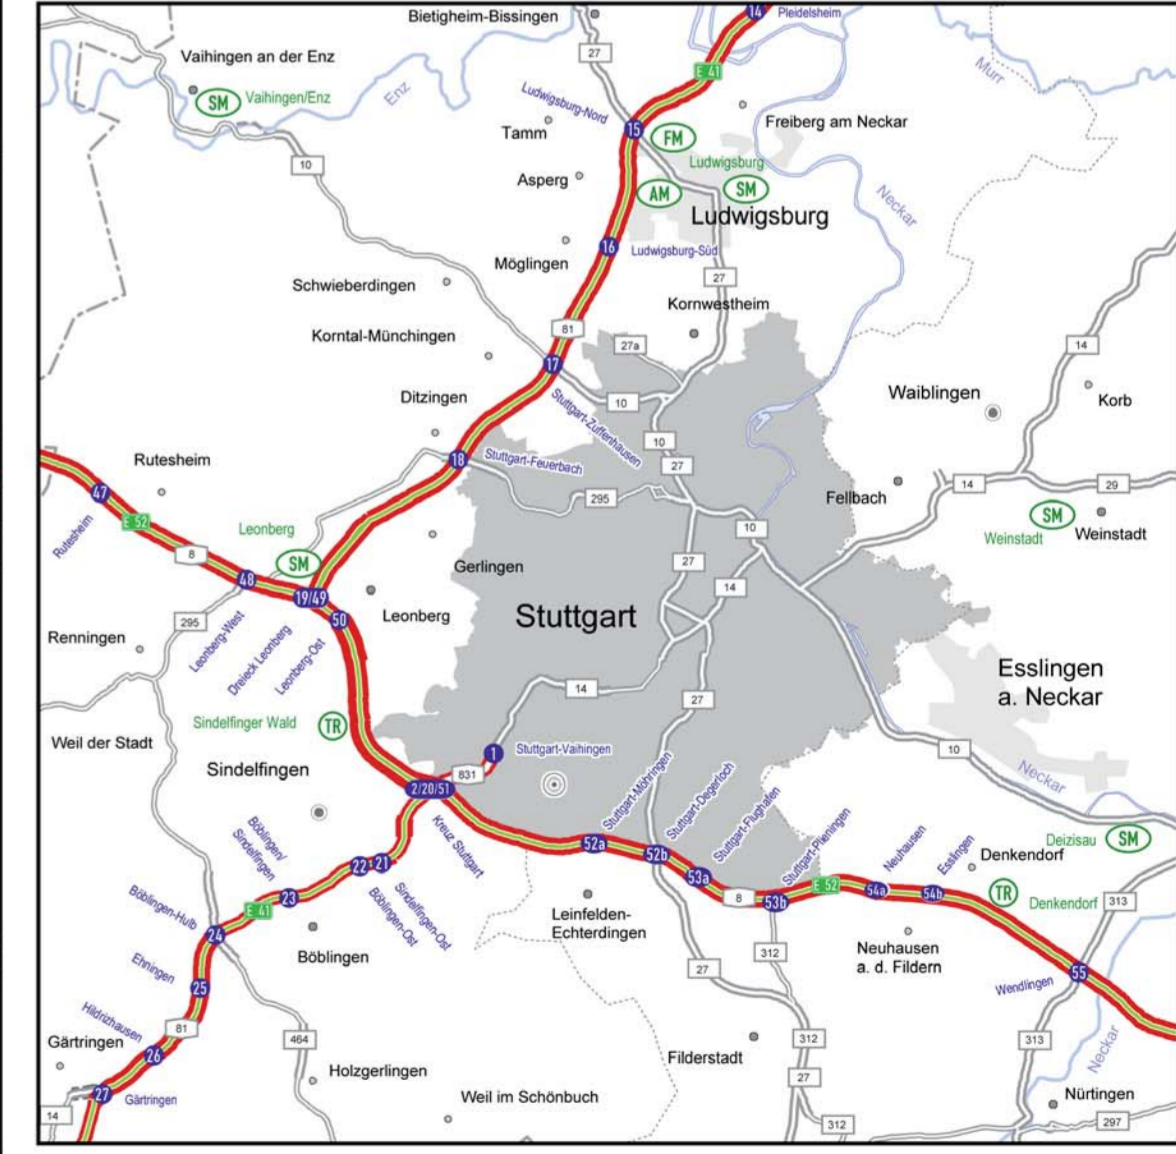 Bietigheim-Bissingen
14
Pleidelsheim
27
Vaihingen an der Enz
E 41
Murr
SM
Vaihingen/Enz
Enz
Ludwigsburg-Nord
Freiberg am Neckar
Tamm
15
FM
10
Ludwigsburg
Asperg
AM
SM
Neckar
Ludwigsburg
16
Ludwigsburg-Süd
Möglingen
27
Schwieberdingen
Kornwestheim
81
Korntal-Münchingen
27a
14
17
Ditzingen
Waiblingen
Korb
10
Stuttgart-Zuffenhausen
10
18
Stuttgart-Feuerbach
Rutesheim
27
14
29
47
295
Fellbach
E 52
Rutesheim
Leonberg
10
SM
Weinstadt
Weinstadt
8
SM
27
Gerlingen
48
14
19/49
Leonberg
50
Stuttgart
295
Renningen
Leonberg-West
Dreieck Leonberg
Leonberg-Ost
Esslingen
a. Neckar
14
27
Sindelfinger Wald
TR
Weil der Stadt
1
Stuttgart-Vaihingen
10
Sindelfingen
831
Neckar
2/20/51
Stuttgart-Möhringen
Stuttgart-Degerloch
Stuttgart-Flughafen
Stuttgart-Plieningen
Kreuz Stuttgart
Böblingen/
Sindelfingen
52a
52b
Neuhausen
Esslingen
Deizisau
SM
Denkendorf
22
21
53a
E 52
54a
54b
TR
Denkendorf
313
Böblingen-Hulb
E 41
23
Böblingen-Ost
Sindelfingen-Ost
8
53b
Leinfelden-
Echterdingen
24
Böblingen
312
Neuhausen
a. d. Fildern
Ehningen
27
55
Wendlingen
25
Hildrizhausen
81
Gärtringen
464
312
313
Neckar
26
Filderstadt
Holzgerlingen
27
27
Gärtringen
Weil im Schönbuch
Nürtingen
14
312
297